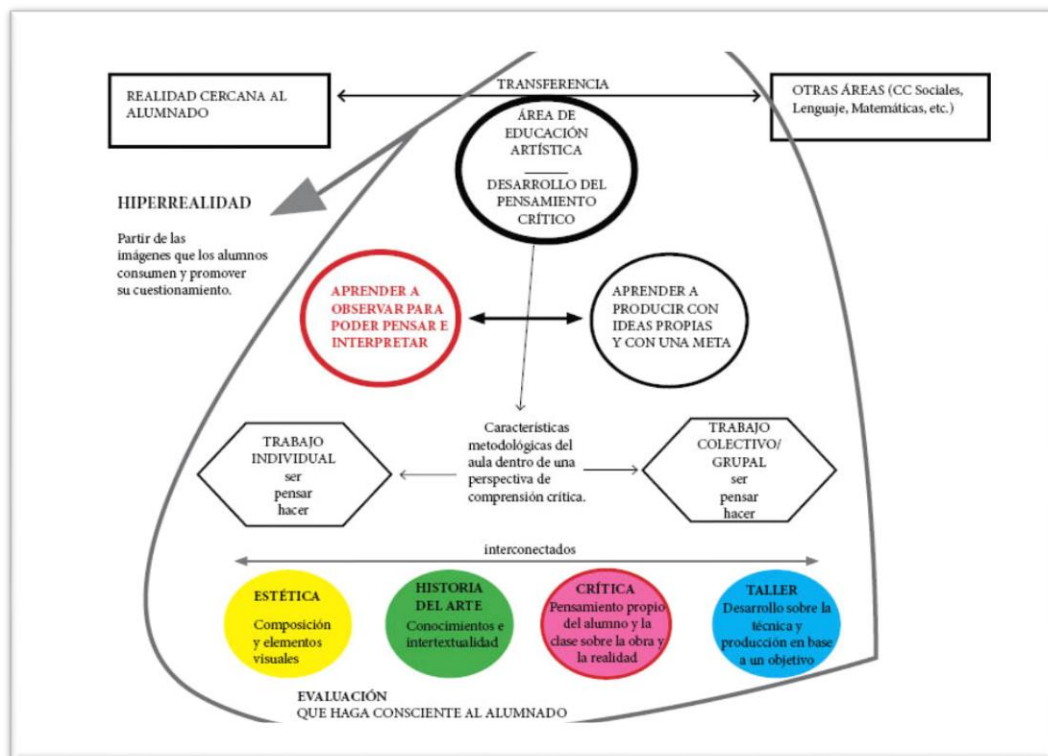 TRANSFERENCIA
REALIDAD CERCANA AL
ALUMNADO
OTRAS ÁREAS (CC Sociales,
Lenguaje, Matemáticas, etc.)
ÁREA DE
EDUCACIÓN
ARTÍSTICA
DESARROLLO DEL
PENSAMIENTO
CRÍTICO
HIPERREALIDAD
Partir de las
imágenes que los alumnos
consumen y promover
su cuestionamiento.
APRENDER A
OBSERVAR PARA
PODER PENSAR E
INTERPRETAR
APRENDER A
PRODUCIR CON
IDEAS PROPIAS
Y CON UNA META
Características
metodológicas del
aula dentro de una
perspectiva de
comprensión crítica.
TRABAJO
INDIVIDUAL
ser
pensar
hacer
TRABAJO
COLECTIVO/
GRUPAL
ser
pensar
hacer
interconectados
ESTÉTICA
Composición
y elementos
visuales
HISTORIA
DEL ARTE
Conocimientos e
intertextualidad
CRÍTICA
Pensamiento propio
del alumno y la
clase sobre la obra y
la realidad
TALLER
Desarrollo sobre la
técnica y
producción en base
a un objetivo
EVALUACIÓN
QUE HAGA CONSCIENTE AL ALUMNADO